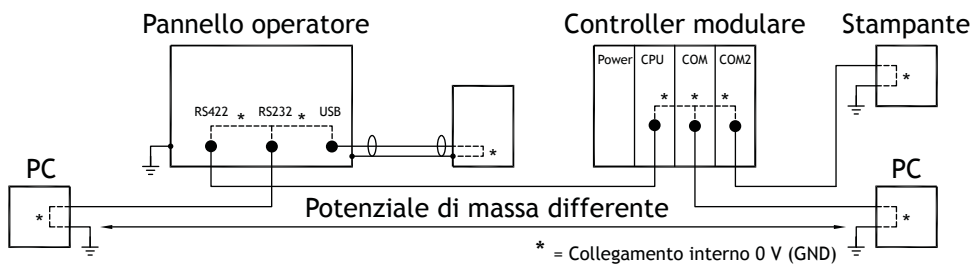 Pannello operatore
Controller modulare
Stampante
Power CPU COM COM2
* * *
*
RS422 * RS232 * USB
*
PC
PC
*
*
Potenziale di massa differente
* = Collegamento interno 0 V (GND)